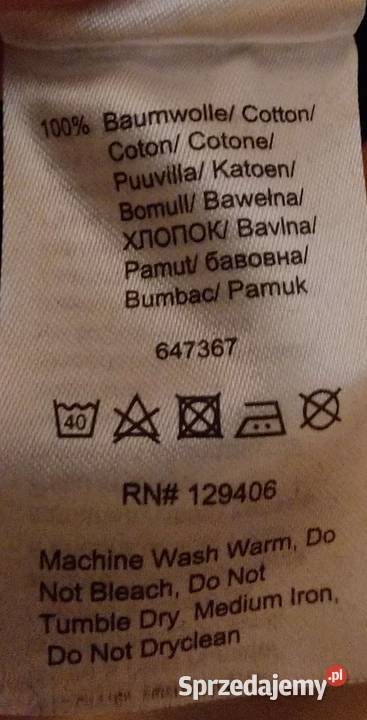 100% Baumwolle/ Cotton/
Coton/ Cotone/
Puuvilla/ Katoen/
Bomull/ Bawełna/
ХЛОПОК/ Bavlna/
Pamut/ бавовна/
Bumbac/ Pamuk
647367
40
RN# 129406
Machine Wash Warm, Do
Not Bleach, Do Not
Tumble Dry, Medium Iron,
Do Not Dryclean
Sprzedajemy.pl